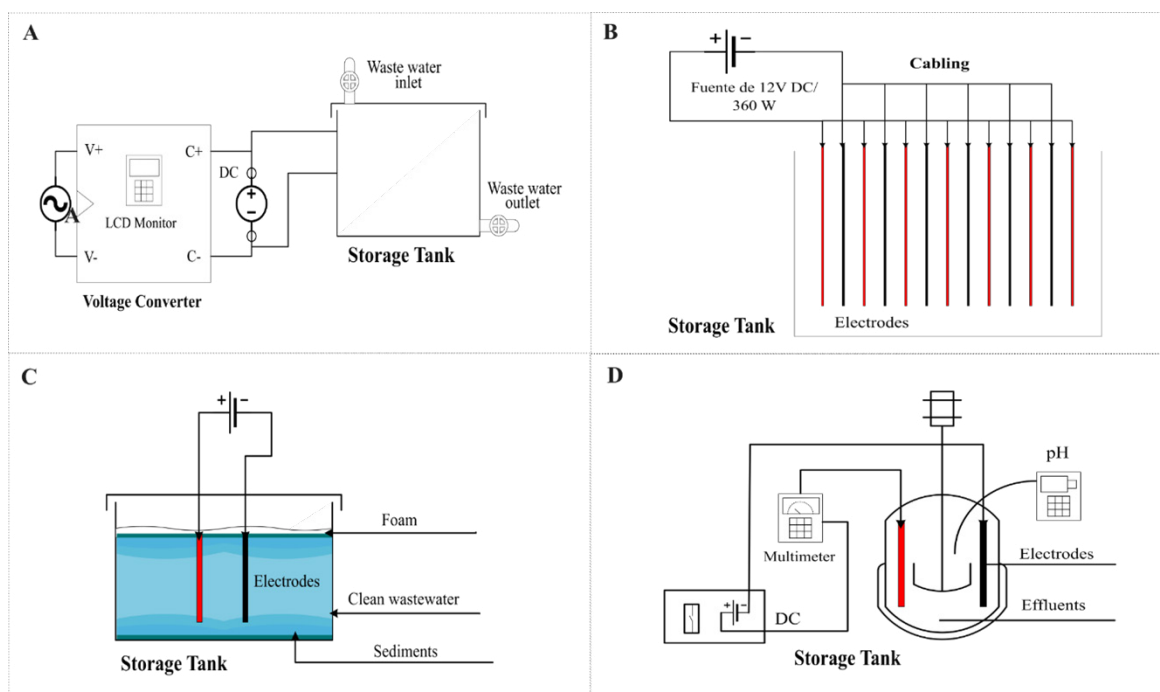 A
Waste water
inlet
V+
C+
DC
+
−
A
LCD Monitor
Waste water
outlet
V-
C-
Storage Tank
Voltage Converter
B
+ −
Cabling
Fuente de 12V DC/
360 W
Storage Tank
Electrodes
C
+ −
Foam
Electrodes
Clean wastewater
Sediments
Storage Tank
D
pH
Multimeter
Electrodes
+ −
DC
Effluents
Storage Tank